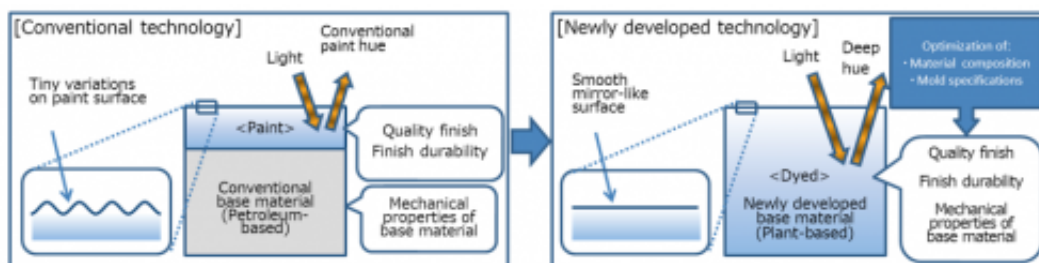 [Conventional technology]
Tiny variations
on paint surface
Light
Conventional
paint hue
<Paint>
Quality finish
Finish durability
Conventional
base material
(Petroleum-
based)
Mechanical
properties of
base material
[Newly developed technology]
Smooth
mirror-like
surface
Light
Deep
hue
Optimization of:
• Material composition
• Mold specifications
<Dyed>
Newly developed
base material
(Plant-based)
Quality finish
Finish durability
Mechanical
properties of
base material